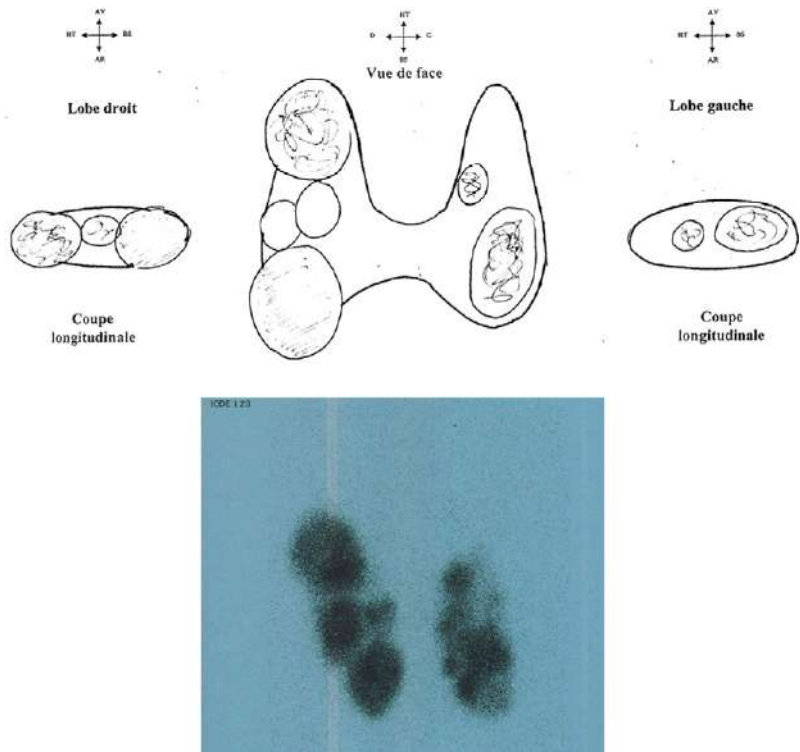 AV
HT BS
AR
Lobe droit
Coupe
longitudinale
HT
D G
BS
Vue de face
AV
HT BS
AR
Lobe gauche
Coupe
longitudinale
IODE 123